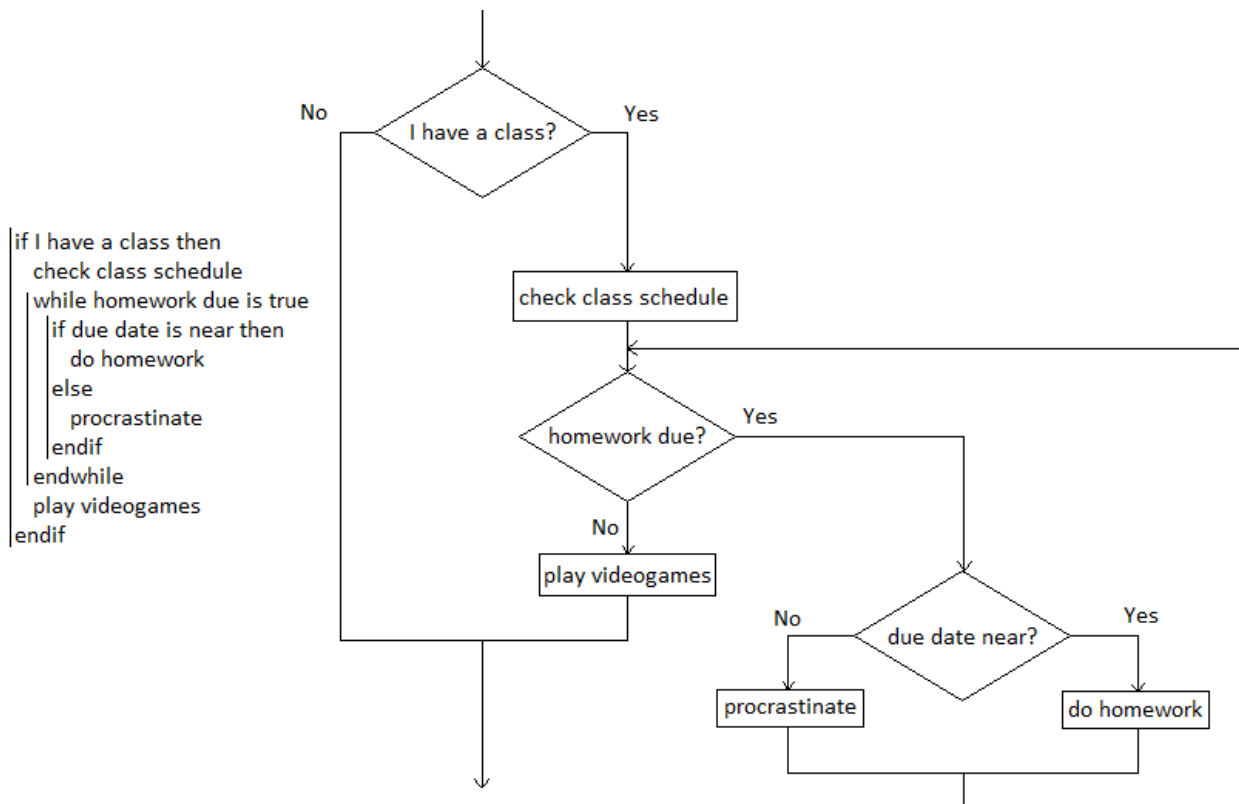 if I have a class then
check class schedule
while homework due is true
if due date is near then
do homework
else
procrastinate
endif
endwhile
play videogames
endif
I have a class?
No
Yes
check class schedule
homework due?
Yes
No
play videogames
due date near?
No
Yes
procrastinate
do homework